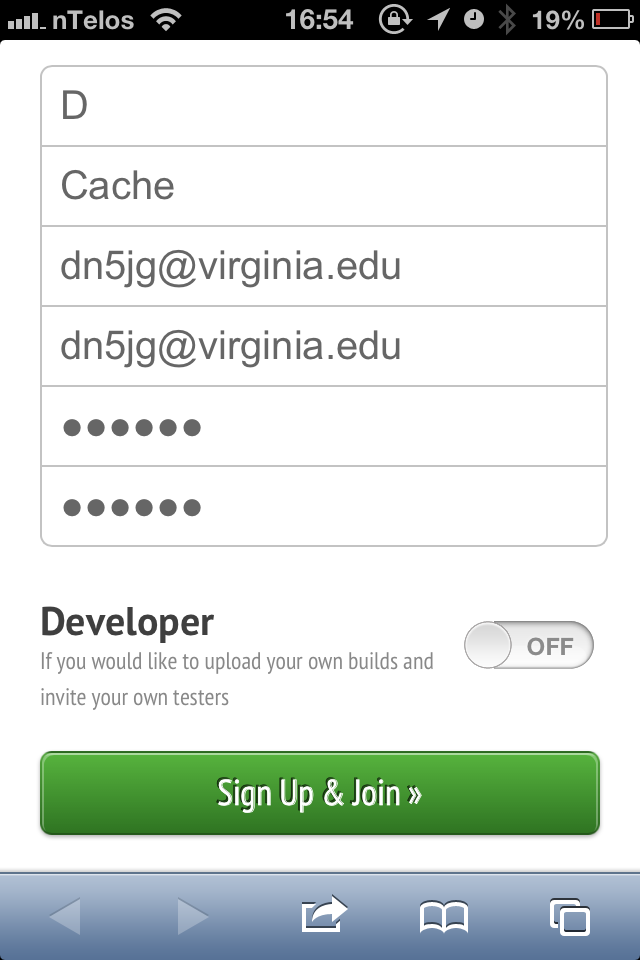 nTelos 16:54 19%
D
Cache
dn5jg@virginia.edu
dn5jg@virginia.edu
●●●●●●
●●●●●●
Developer
OFF
If you would like to upload your own builds and
invite your own testers
Sign Up & Join »